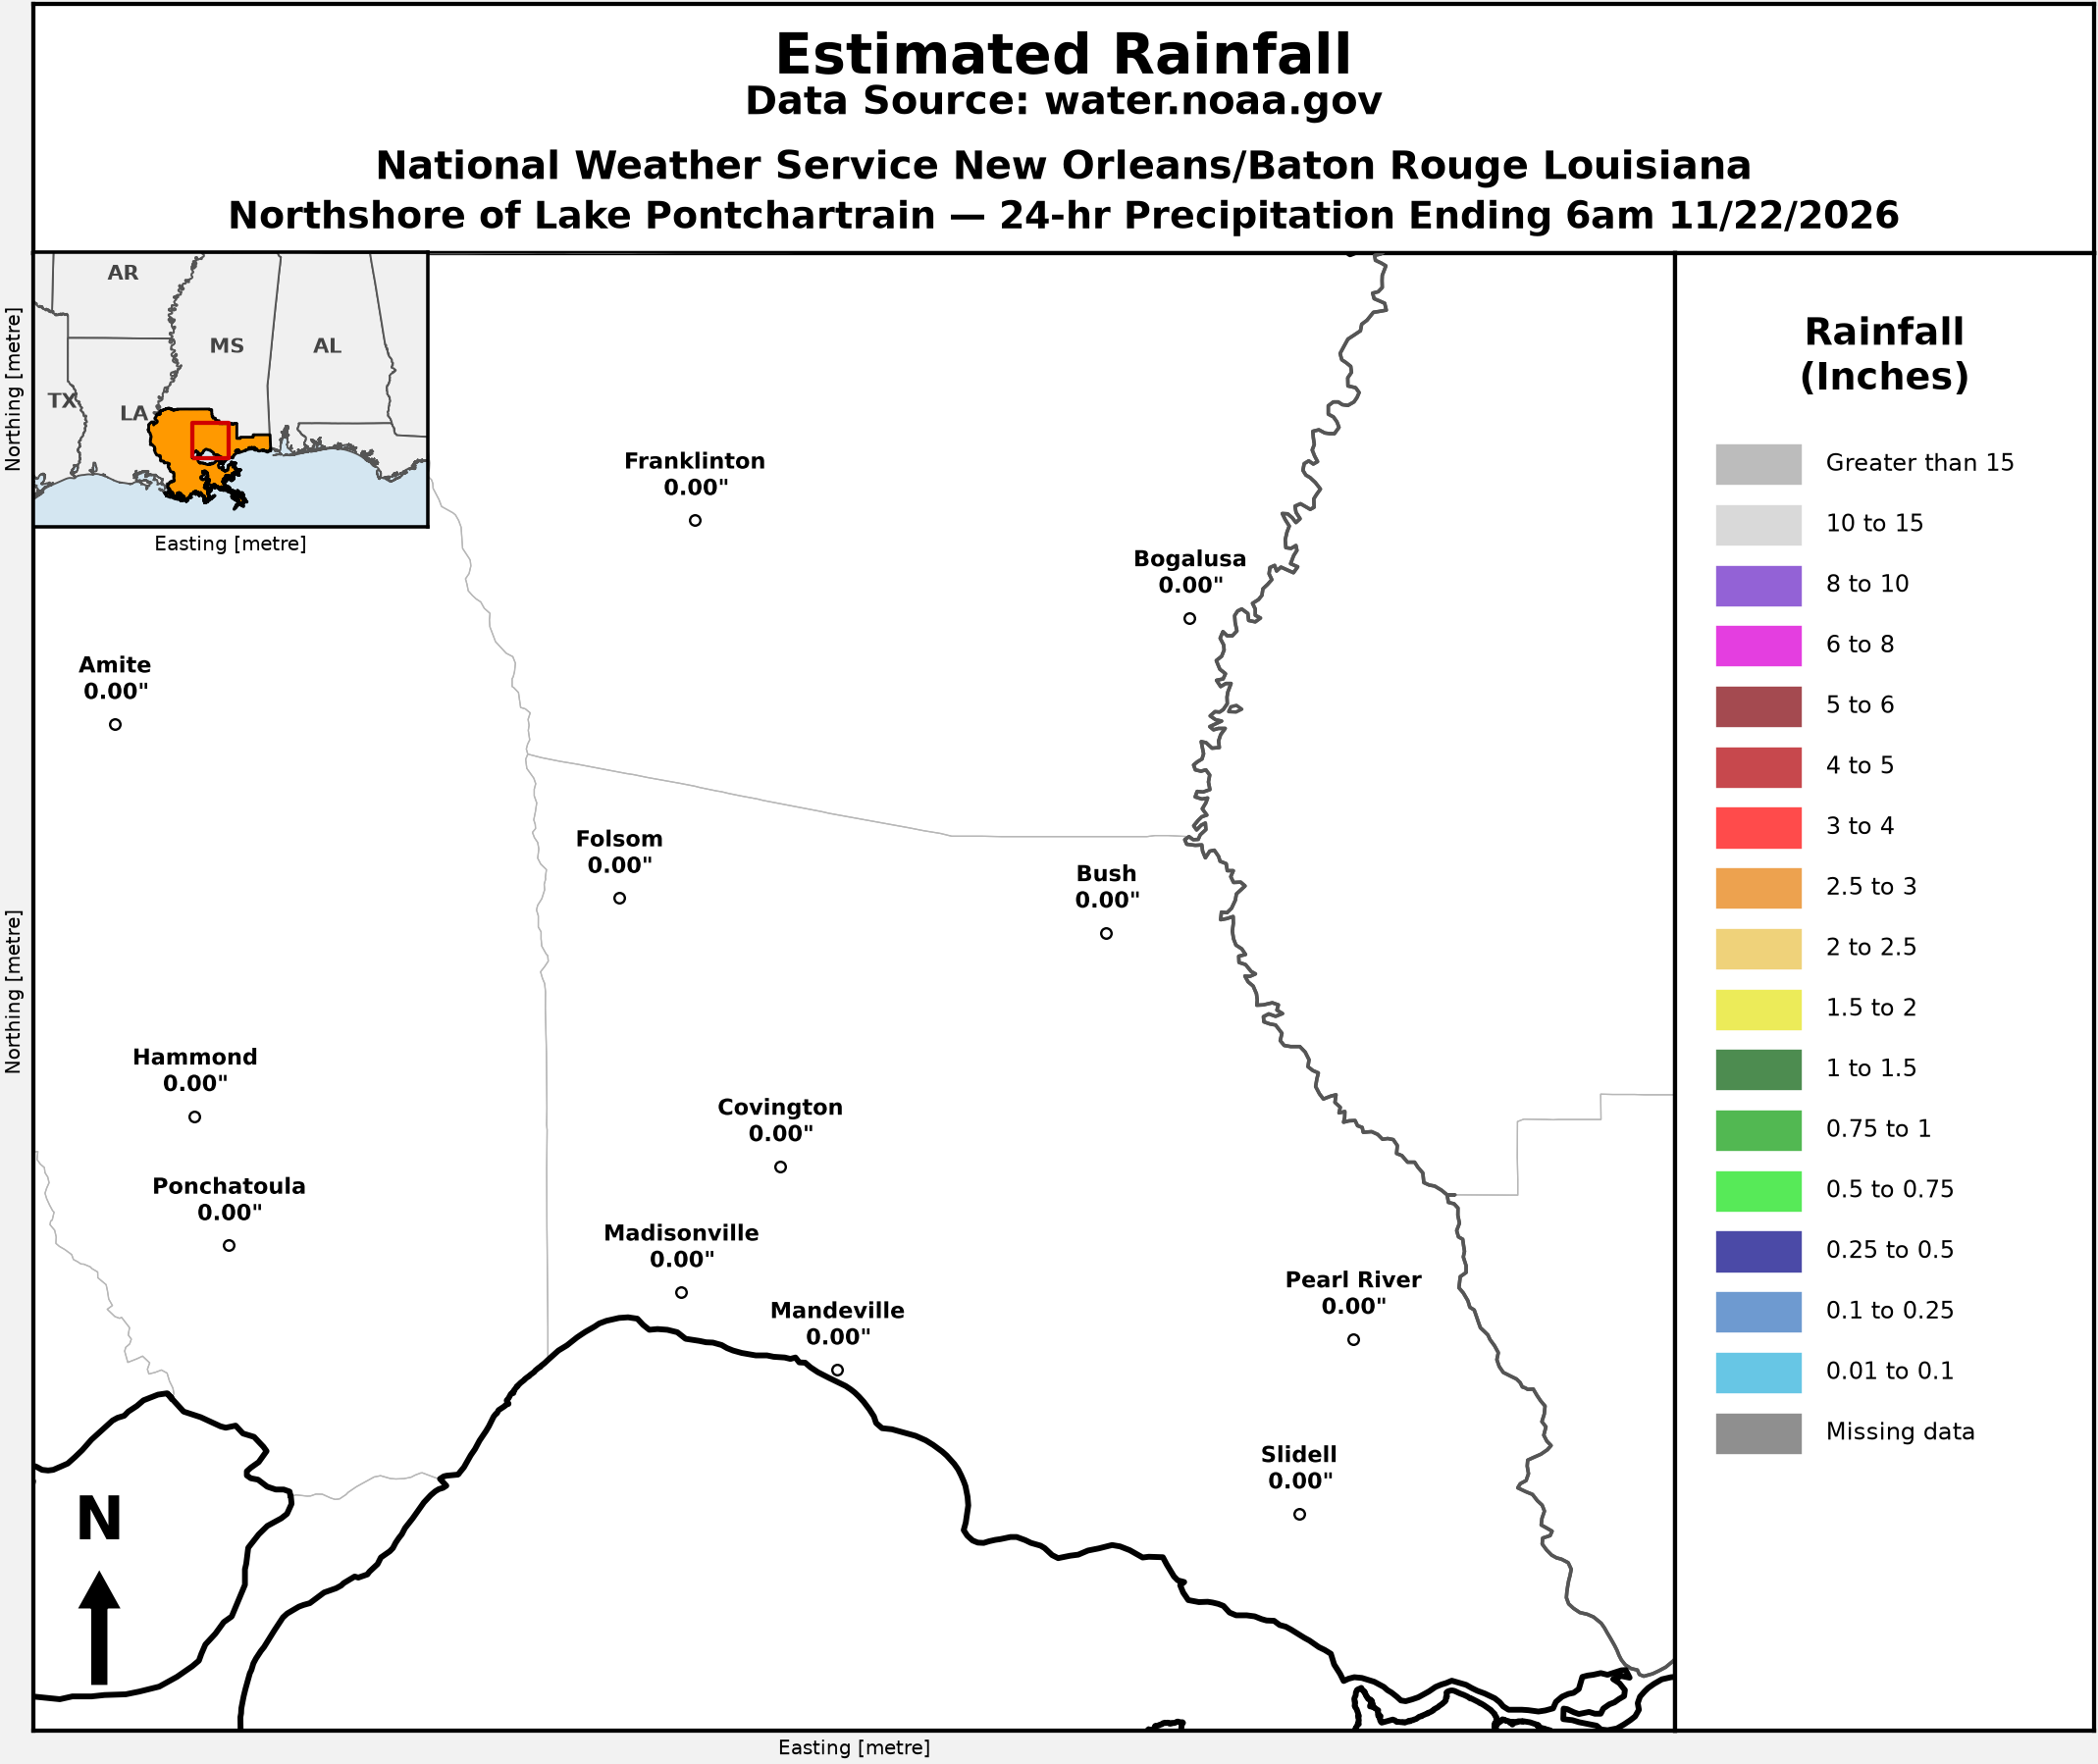 Estimated Rainfall
Data Source: water.noaa.gov
National Weather Service New Orleans/Baton Rouge Louisiana
Northshore of Lake Pontchartrain — 24-hr Precipitation Ending 6am 11/22/2026
Northing [metre]
AR
MS
AL
TX
LA
Easting [metre]
Franklinton
0.00"
Bogalusa
0.00"
Amite
0.00"
Folsom
0.00"
Bush
0.00"
Northing [metre]
Hammond
0.00"
Covington
0.00"
Ponchatoula
0.00"
Madisonville
0.00"
Mandeville
0.00"
Pearl River
0.00"
Slidell
0.00"
N
Easting [metre]
Rainfall
(Inches)
Greater than 15
10 to 15
8 to 10
6 to 8
5 to 6
4 to 5
3 to 4
2.5 to 3
2 to 2.5
1.5 to 2
1 to 1.5
0.75 to 1
0.5 to 0.75
0.25 to 0.5
0.1 to 0.25
0.01 to 0.1
Missing data